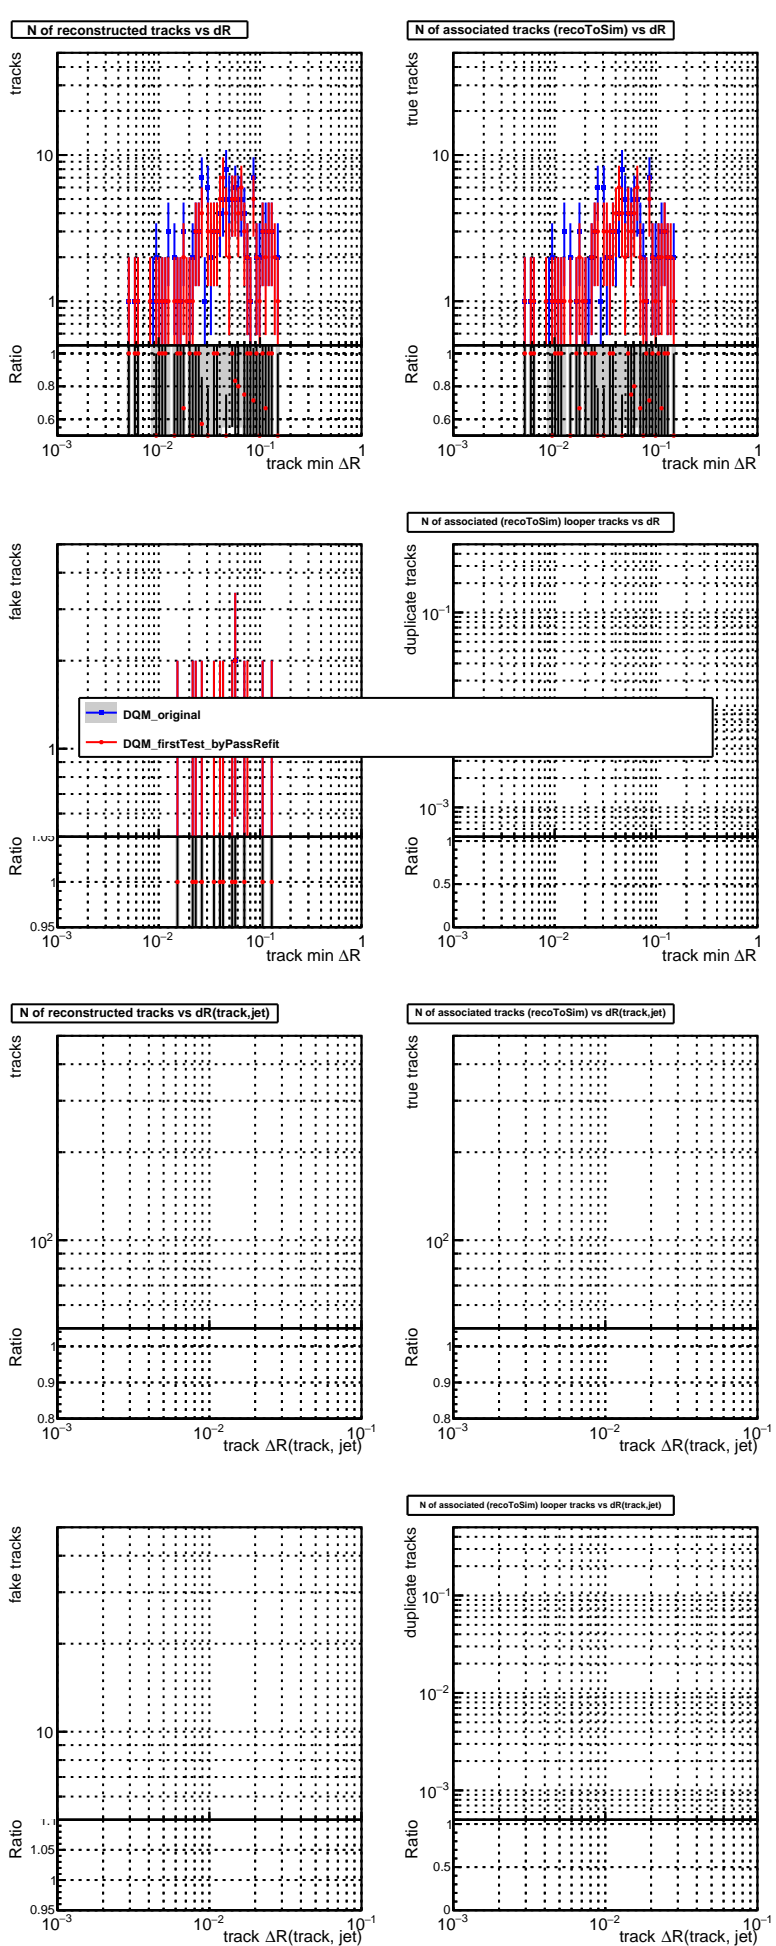 N of reconstructed tracks vs dR
tracks
10
1
Ratio
1
0.8
0.6
10⁻³ 10⁻² 10⁻¹ 1
track min ΔR
N of associated tracks (recoToSim) vs dR
true tracks
10
1
Ratio
1
0.8
0.6
10⁻³ 10⁻² 10⁻¹ 1
track min ΔR
fake tracks
1
Ratio
1.05
1
0.95
10⁻³ 10⁻² 10⁻¹ 1
track min ΔR
N of associated (recoToSim) looper tracks vs dR
duplicate tracks
10⁻¹
10⁻³
Ratio
1
0.5
0
10⁻³ 10⁻² 10⁻¹ 1
track min ΔR
DQM_original
DQM_firstTest_byPassRefit
N of reconstructed tracks vs dR(track,jet)
tracks
10²
Ratio
1
0.9
0.8
10⁻³ 10⁻² 10⁻¹
track ΔR(track, jet)
N of associated tracks (recoToSim) vs dR(track,jet)
true tracks
10²
Ratio
1
0.9
0.8
10⁻³ 10⁻² 10⁻¹
track ΔR(track, jet)
fake tracks
10
Ratio
1.1
1.05
1
0.95
10⁻³ 10⁻² 10⁻¹
track ΔR(track, jet)
N of associated (recoToSim) looper tracks vs dR(track,jet)
duplicate tracks
10⁻¹
10⁻²
10⁻³
Ratio
1
0.5
0
10⁻³ 10⁻² 10⁻¹
track ΔR(track, jet)